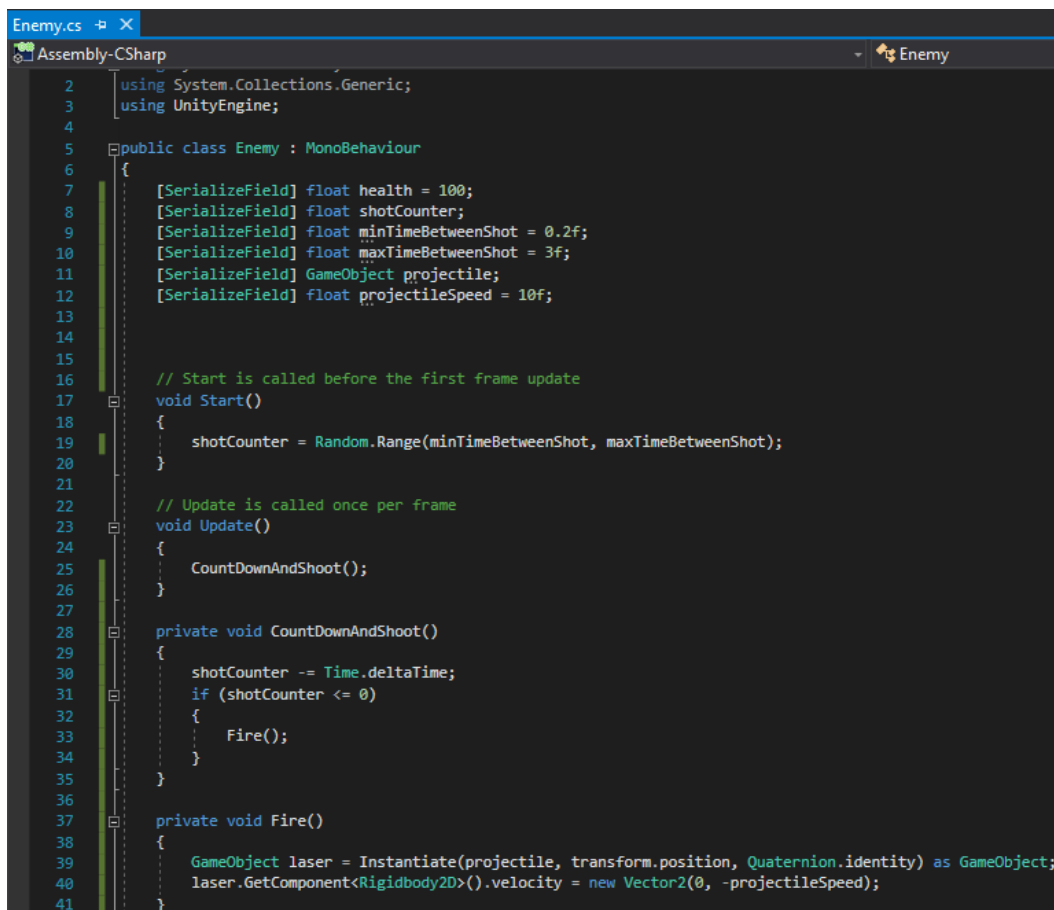 Enemy.cs
Assembly-CSharp Enemy
2 using System.Collections.Generic;
3 using UnityEngine;
4
5 public class Enemy : MonoBehaviour
6 {
7 [SerializeField] float health = 100;
8 [SerializeField] float shotCounter;
9 [SerializeField] float minTimeBetweenShot = 0.2f;
10 [SerializeField] float maxTimeBetweenShot = 3f;
11 [SerializeField] GameObject projectile;
12 [SerializeField] float projectileSpeed = 10f;
13
14
15
16 // Start is called before the first frame update
17 void Start()
18 {
19 shotCounter = Random.Range(minTimeBetweenShot, maxTimeBetweenShot);
20 }
21
22 // Update is called once per frame
23 void Update()
24 {
25 CountDownAndShoot();
26 }
27
28 private void CountDownAndShoot()
29 {
30 shotCounter -= Time.deltaTime;
31 if (shotCounter <= 0)
32 {
33 Fire();
34 }
35 }
36
37 private void Fire()
38 {
39 GameObject laser = Instantiate(projectile, transform.position, Quaternion.identity) as GameObject;
40 laser.GetComponent<Rigidbody2D>().velocity = new Vector2(0, -projectileSpeed);
41 }